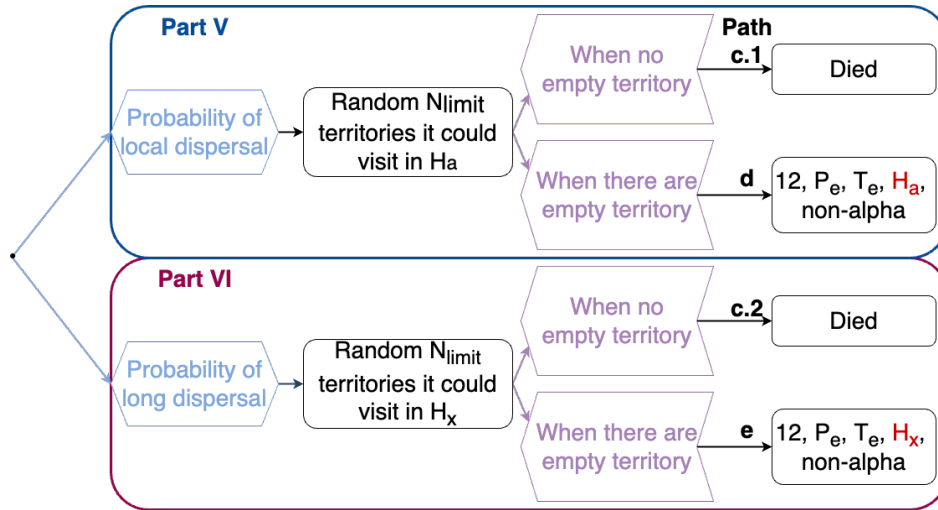 Part V
Path
Probability of
local dispersal
Random Nlimit
territories it could
visit in Ha
When no
empty territory
c.1
Died
When there are
empty territory
d
12, Pe, Te, Ha,
non-alpha
Part VI
Probability of
long dispersal
Random Nlimit
territories it could
visit in Hx
When no
empty territory
c.2
Died
When there are
empty territory
e
12, Pe, Te, Hx,
non-alpha